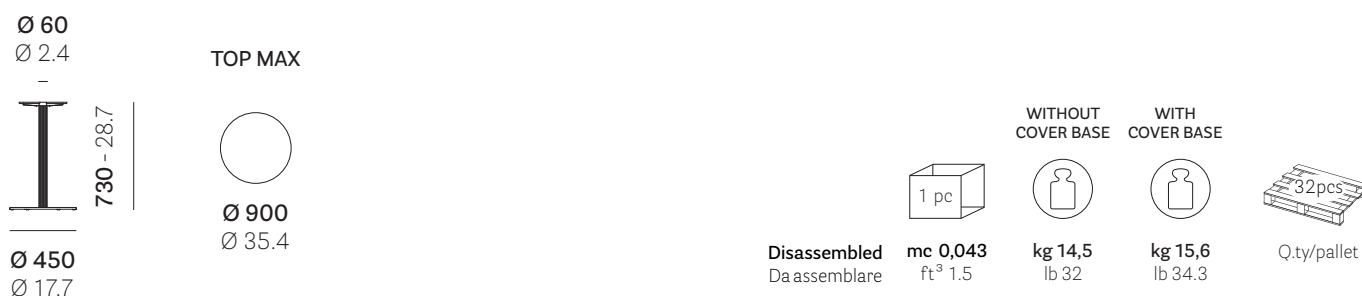 Ø 60
Ø 2.4
730 - 28.7
Ø 450
Ø 17.7
TOP MAX
Ø 900
Ø 35.4
Disassembled
Da assemblare
1 pc
mc 0,043
ft³ 1.5
WITHOUT
COVER BASE
kg 14,5
lb 32
WITH
COVER BASE
kg 15,6
lb 34.3
32pcs
Q.ty/pallet